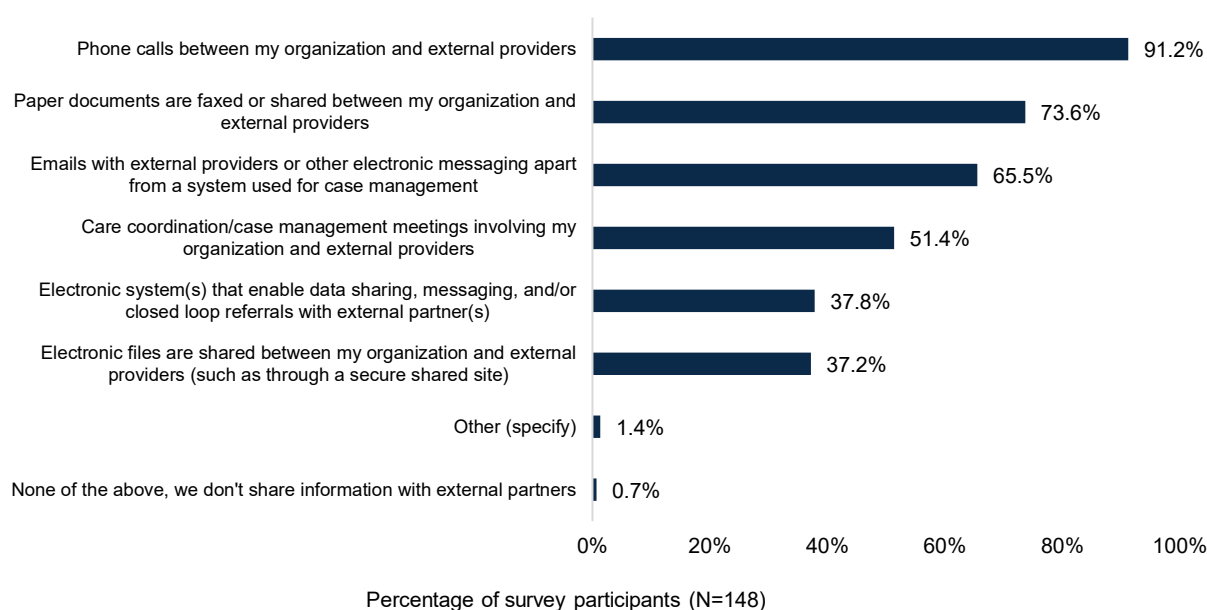 Phone calls between my organization and external providers
91.2%
Paper documents are faxed or shared between my organization and
external providers
73.6%
Emails with external providers or other electronic messaging apart
from a system used for case management
65.5%
Care coordination/case management meetings involving my
organization and external providers
51.4%
Electronic system(s) that enable data sharing, messaging, and/or
closed loop referrals with external partner(s)
37.8%
Electronic files are shared between my organization and external
providers (such as through a secure shared site)
37.2%
Other (specify)
1.4%
None of the above, we don't share information with external partners
0.7%
0% 20% 40% 60% 80% 100%
Percentage of survey participants (N=148)